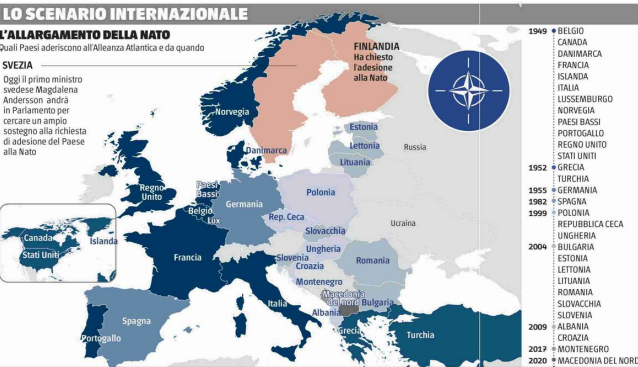 LO SCENARIO INTERNAZIONALE
L'ALLARGAMENTO DELLA NATO
Quali Paesi aderiscono all'Alleanza Atlantica e da quando
SVEZIA
Oggi il primo ministro
svedese Magdalena
Andersson andrà
in Parlamento per
cercare un ampio
sostegno alla richiesta
di adesione del Paese
alla Nato
FINLANDIA
Ha chiesto
l'adesione
alla Nato
Norvegia
Estonia
Lettonia
Lituania
Russia
Danimarca
Regno
Unito
Paesi
Bassi
Belgio
Lux
Germania
Polonia
Rep. Ceca
Slovacchia
Ucraina
Canada
Stati Uniti
Islanda
Francia
Ungheria
Slovenia
Croazia
Romania
Montenegro
Italia
Macedonia
del Nord
Bulgaria
Albania
Spagna
Portogallo
Grecia
Turchia
1949 BELGIO
CANADA
DANIMARCA
FRANCIA
ISLANDA
ITALIA
LUSSEMBURGO
NORVEGIA
PAESI BASSI
PORTOGALLO
REGNO UNITO
STATI UNITI
1952 GRECIA
TURCHIA
1955 GERMANIA
1982 SPAGNA
1999 POLONIA
REPUBBLICA CECA
UNGHERIA
2004 BULGARIA
ESTONIA
LETTONIA
LITUANIA
ROMANIA
SLOVACCHIA
SLOVENIA
2009 ALBANIA
CROAZIA
2017 MONTENEGRO
2020 MACEDONIA DEL NORD